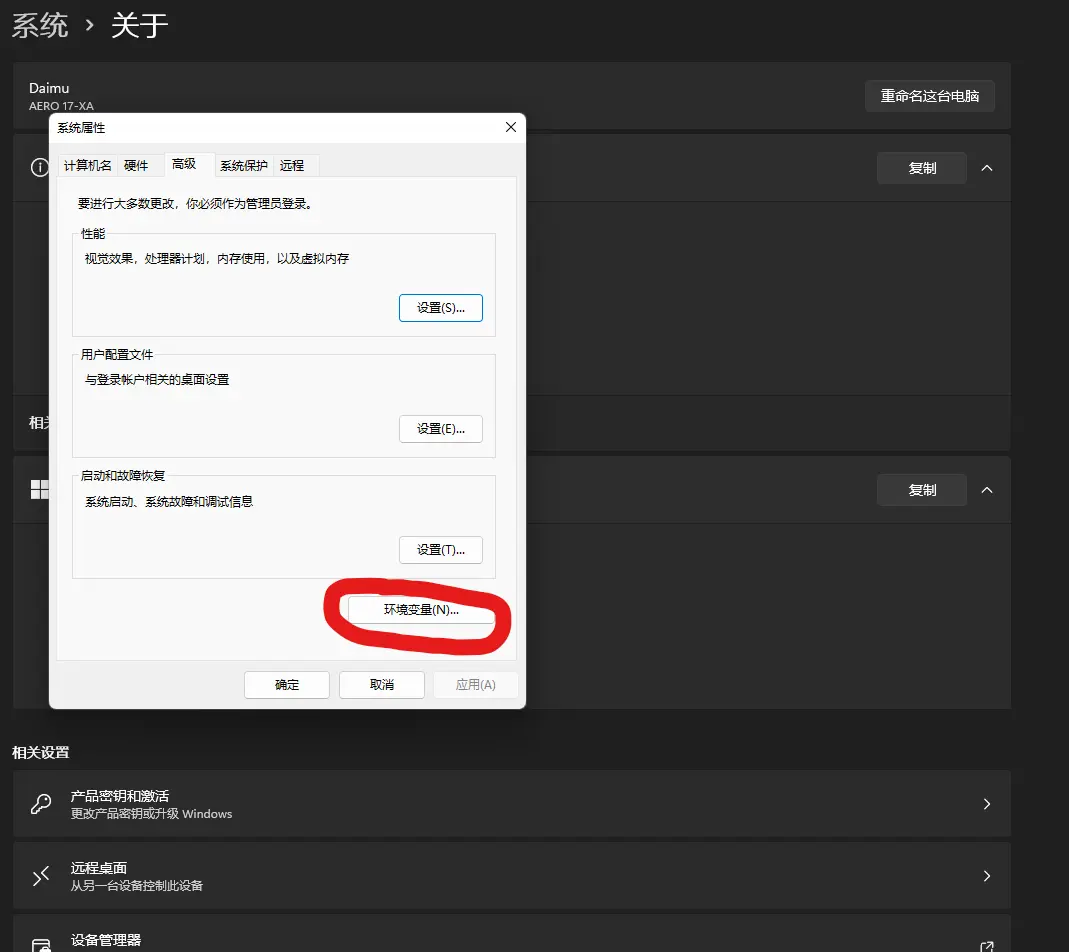 系统 › 关于
Daimu
AERO 17-XA
重命名这台电脑
系统属性
计算机名 硬件 高级 系统保护 远程
复制
要进行大多数更改，你必须作为管理员登录。
性能
视觉效果，处理器计划，内存使用，以及虚拟内存
设置(S)...
用户配置文件
与登录帐户相关的桌面设置
相关
设置(E)...
启动和故障恢复
复制
系统启动、系统故障和调试信息
设置(T)...
环境变量(N)...
确定 取消 应用(A)
相关设置
产品密钥和激活
更改产品密钥或升级 Windows
远程桌面
从另一台设备控制此设备
设备管理器